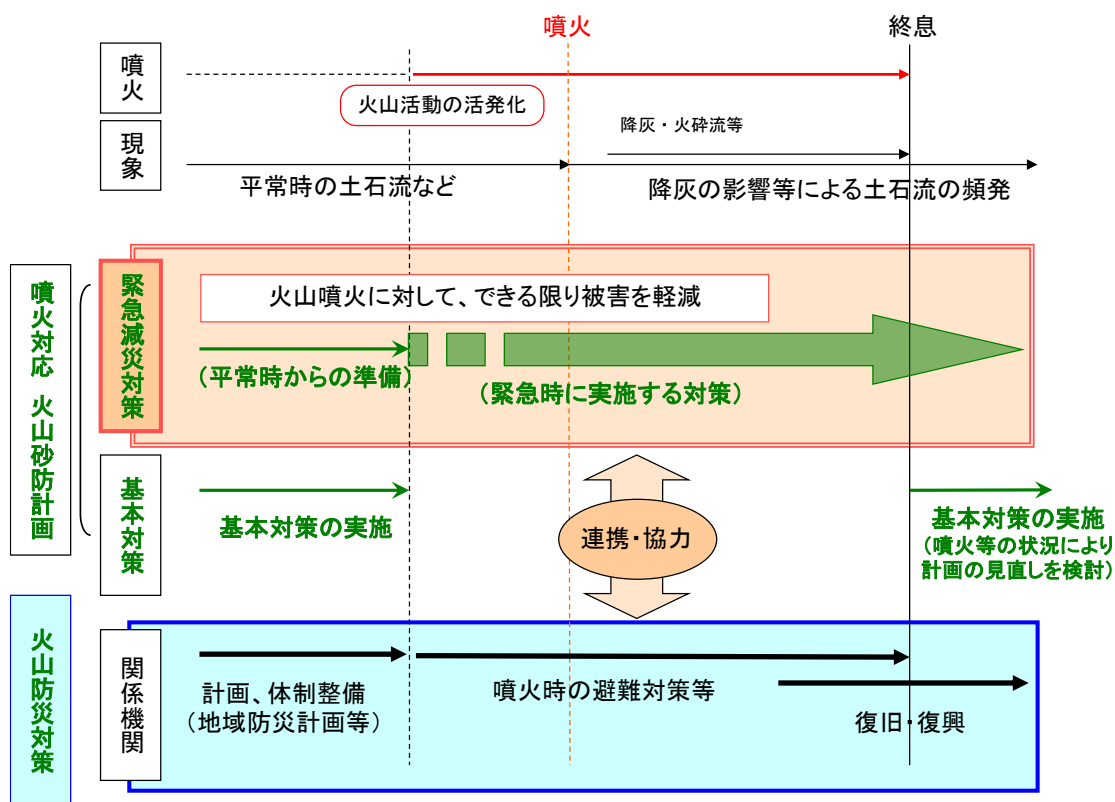 噴火
終息
噴火
火山活動の活発化
現象
降灰・火砕流等
平常時の土石流など
降灰の影響等による土石流の頻発
噴火対応 火山砂防計画
緊急減災対策
火山噴火に対して、できる限り被害を軽減
（平常時からの準備）
（緊急時に実施する対策）
基本対策
基本対策の実施
連携・協力
基本対策の実施
（噴火等の状況により
計画の見直しを検討）
火山防災対策
関係機関
計画、体制整備
（地域防災計画等）
噴火時の避難対策等
復旧・復興